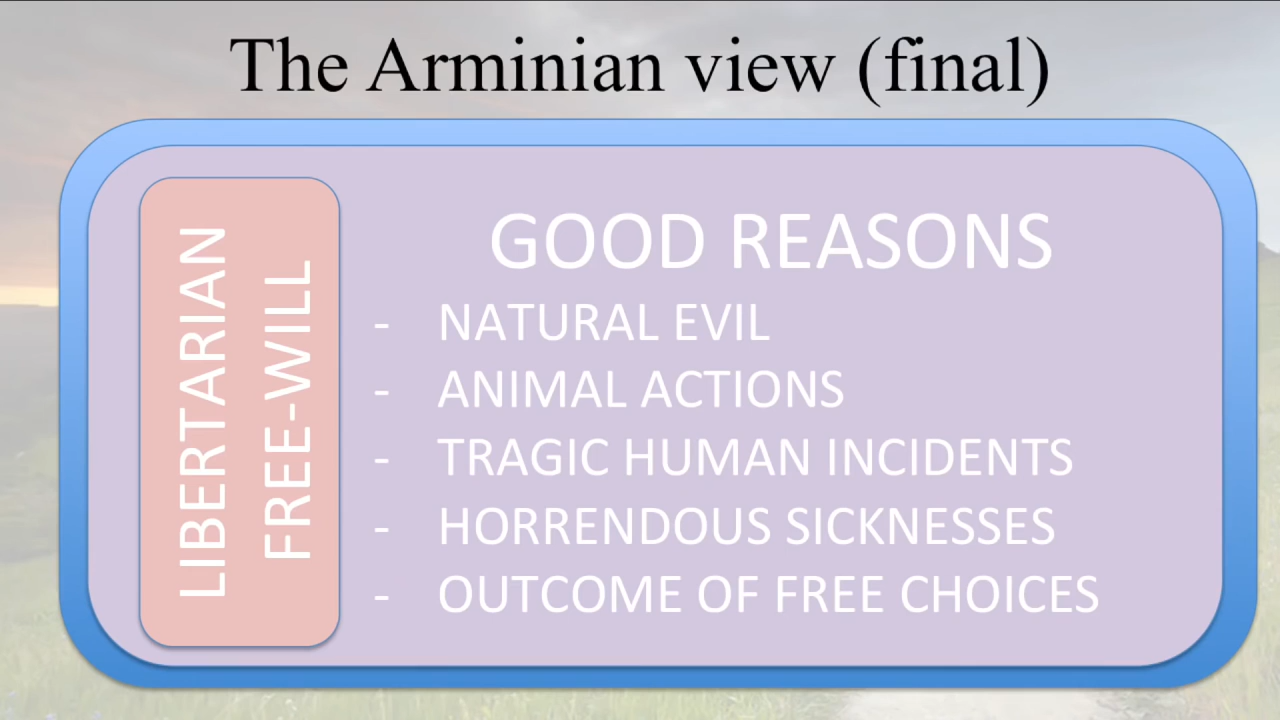 The Arminian view (final)
LIBERTARIAN
FREE-WILL
GOOD REASONS
- NATURAL EVIL
- ANIMAL ACTIONS
- TRAGIC HUMAN INCIDENTS
- HORRENDOUS SICKNESSES
- OUTCOME OF FREE CHOICES